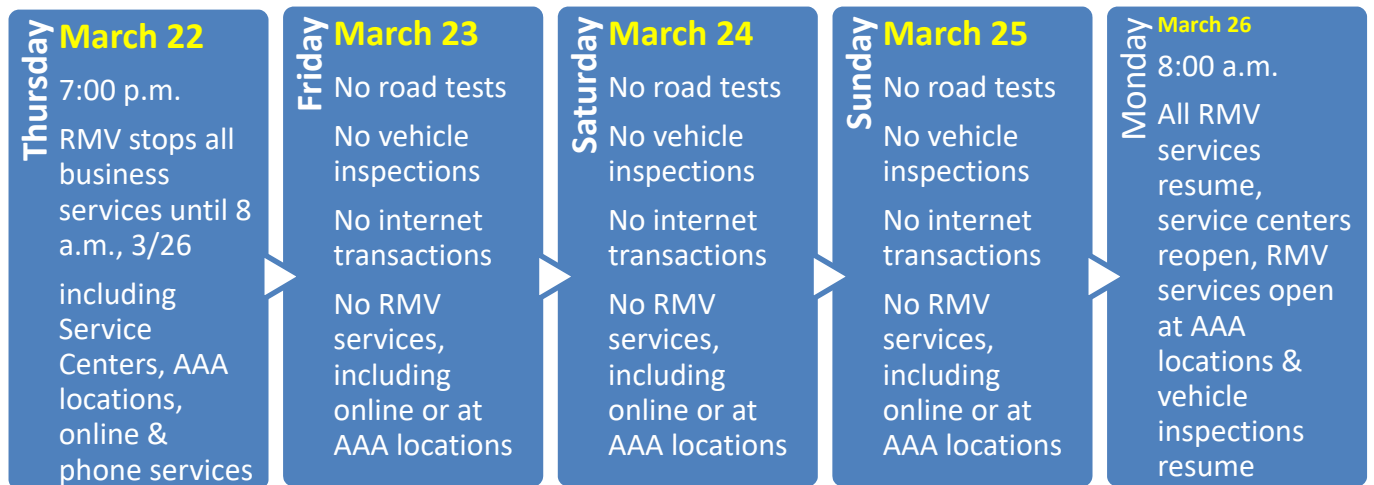 Thursday
March 22
7:00 p.m.
RMV stops all
business
services until 8
a.m., 3/26
including
Service
Centers, AAA
locations,
online &
phone services
Friday
March 23
No road tests
No vehicle
inspections
No internet
transactions
No RMV
services,
including
online or at
AAA locations
Saturday
March 24
No road tests
No vehicle
inspections
No internet
transactions
No RMV
services,
including
online or at
AAA locations
Sunday
March 25
No road tests
No vehicle
inspections
No internet
transactions
No RMV
services,
including
online or at
AAA locations
Monday
March 26
8:00 a.m.
All RMV
services
resume,
service centers
reopen, RMV
services open
at AAA
locations &
vehicle
inspections
resume